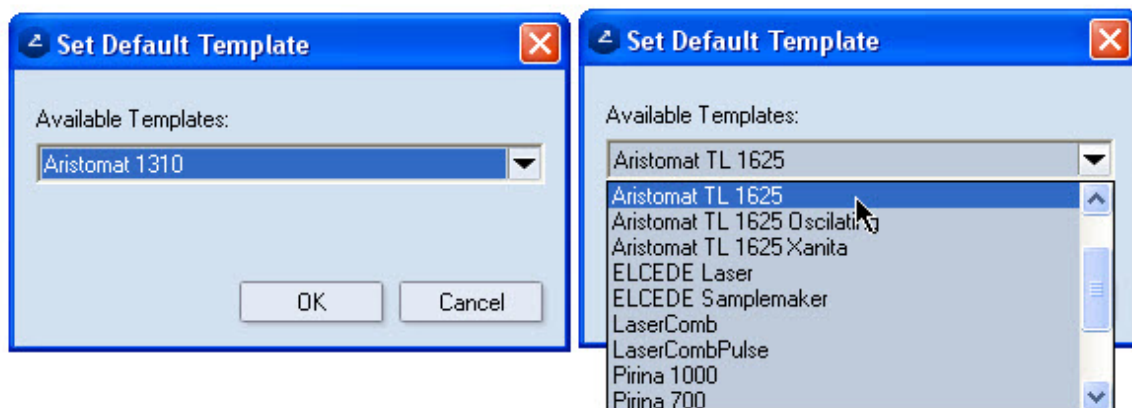 Set Default Template
Available Templates:
Aristomat 1310
OK
Cancel
Set Default Template
Available Templates:
Aristomat TL 1625
Aristomat TL 1625
Aristomat TL 1625 Oscilating
Aristomat TL 1625 Xanita
ELCEDE Laser
ELCEDE Samplemaker
LaserComb
LaserCombPulse
Pirina 1000
Pirina 700